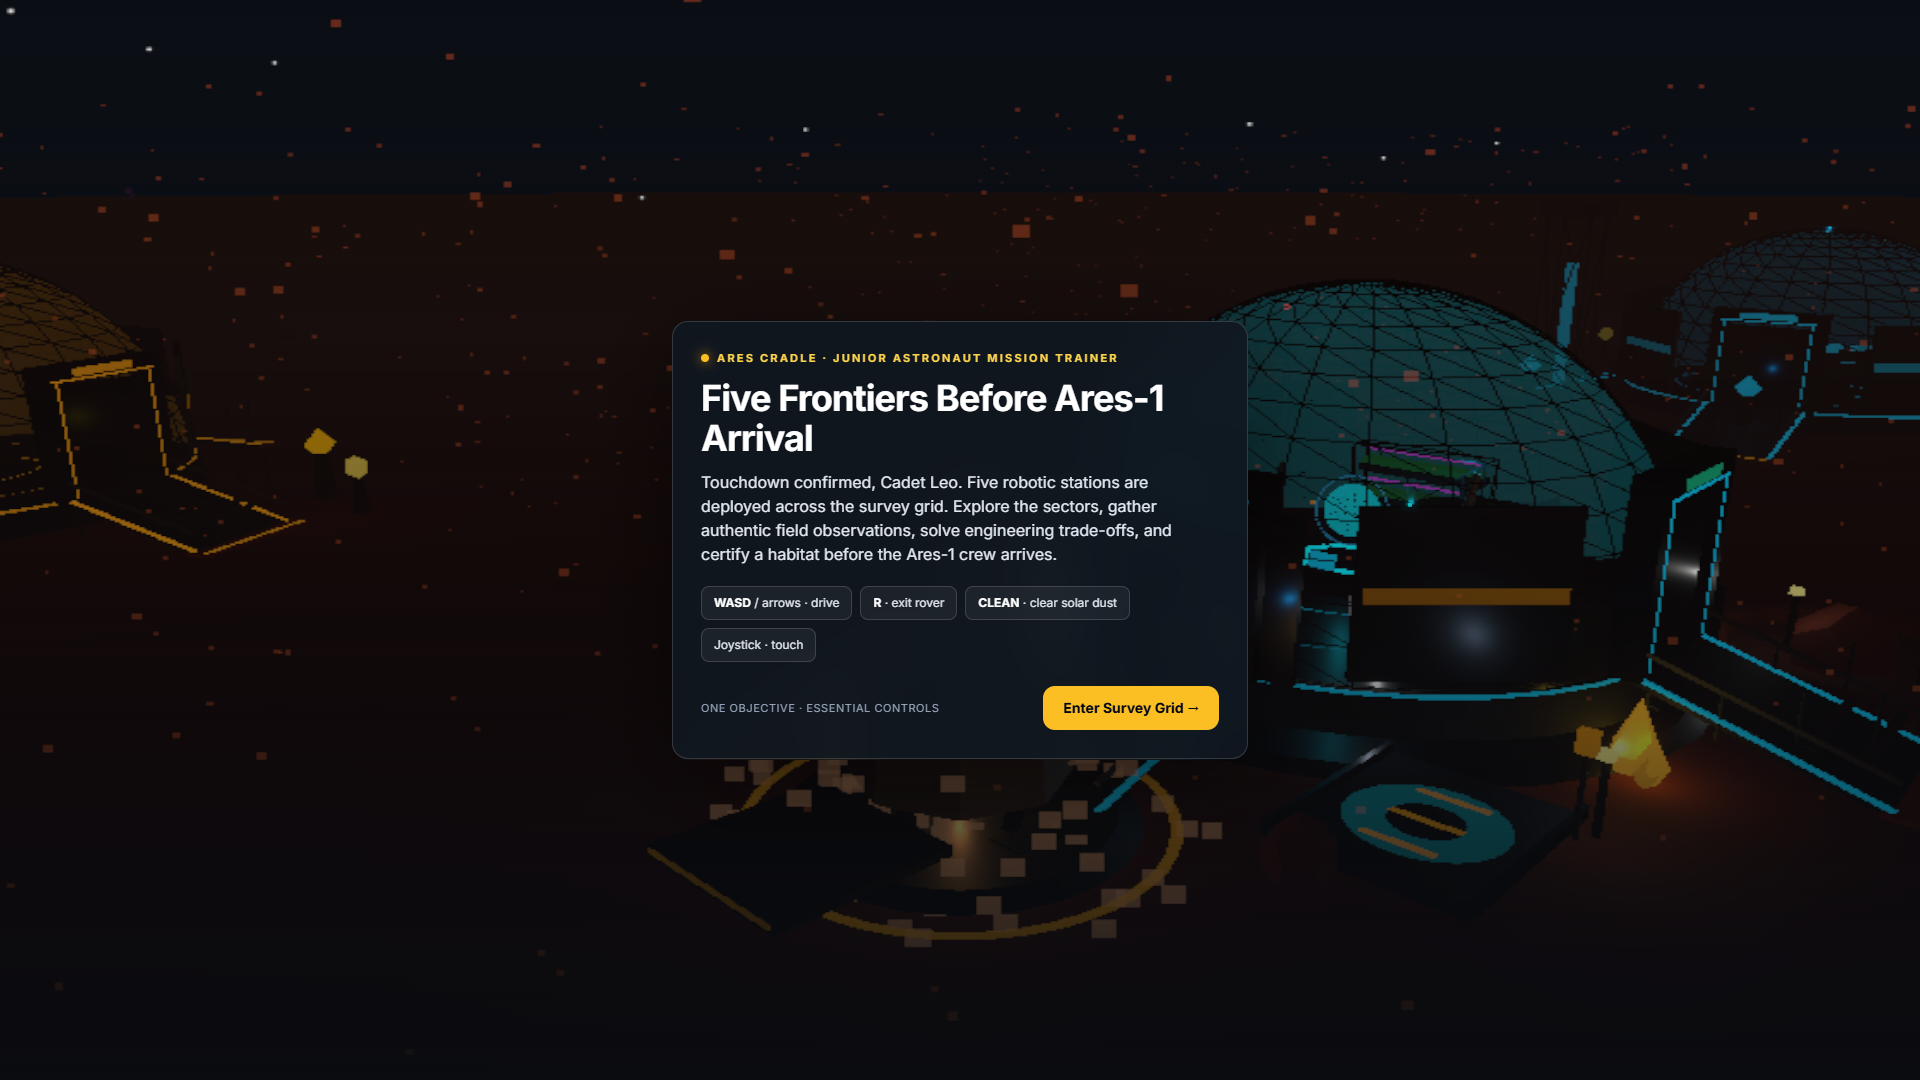 ARES CRADLE · JUNIOR ASTRONAUT MISSION TRAINER
Five Frontiers Before Ares-1
Arrival
Touchdown confirmed, Cadet Leo. Five robotic stations are
deployed across the survey grid. Explore the sectors, gather
authentic field observations, solve engineering trade-offs, and
certify a habitat before the Ares-1 crew arrives.
WASD / arrows · drive
R · exit rover
CLEAN · clear solar dust
Joystick · touch
ONE OBJECTIVE · ESSENTIAL CONTROLS
Enter Survey Grid →